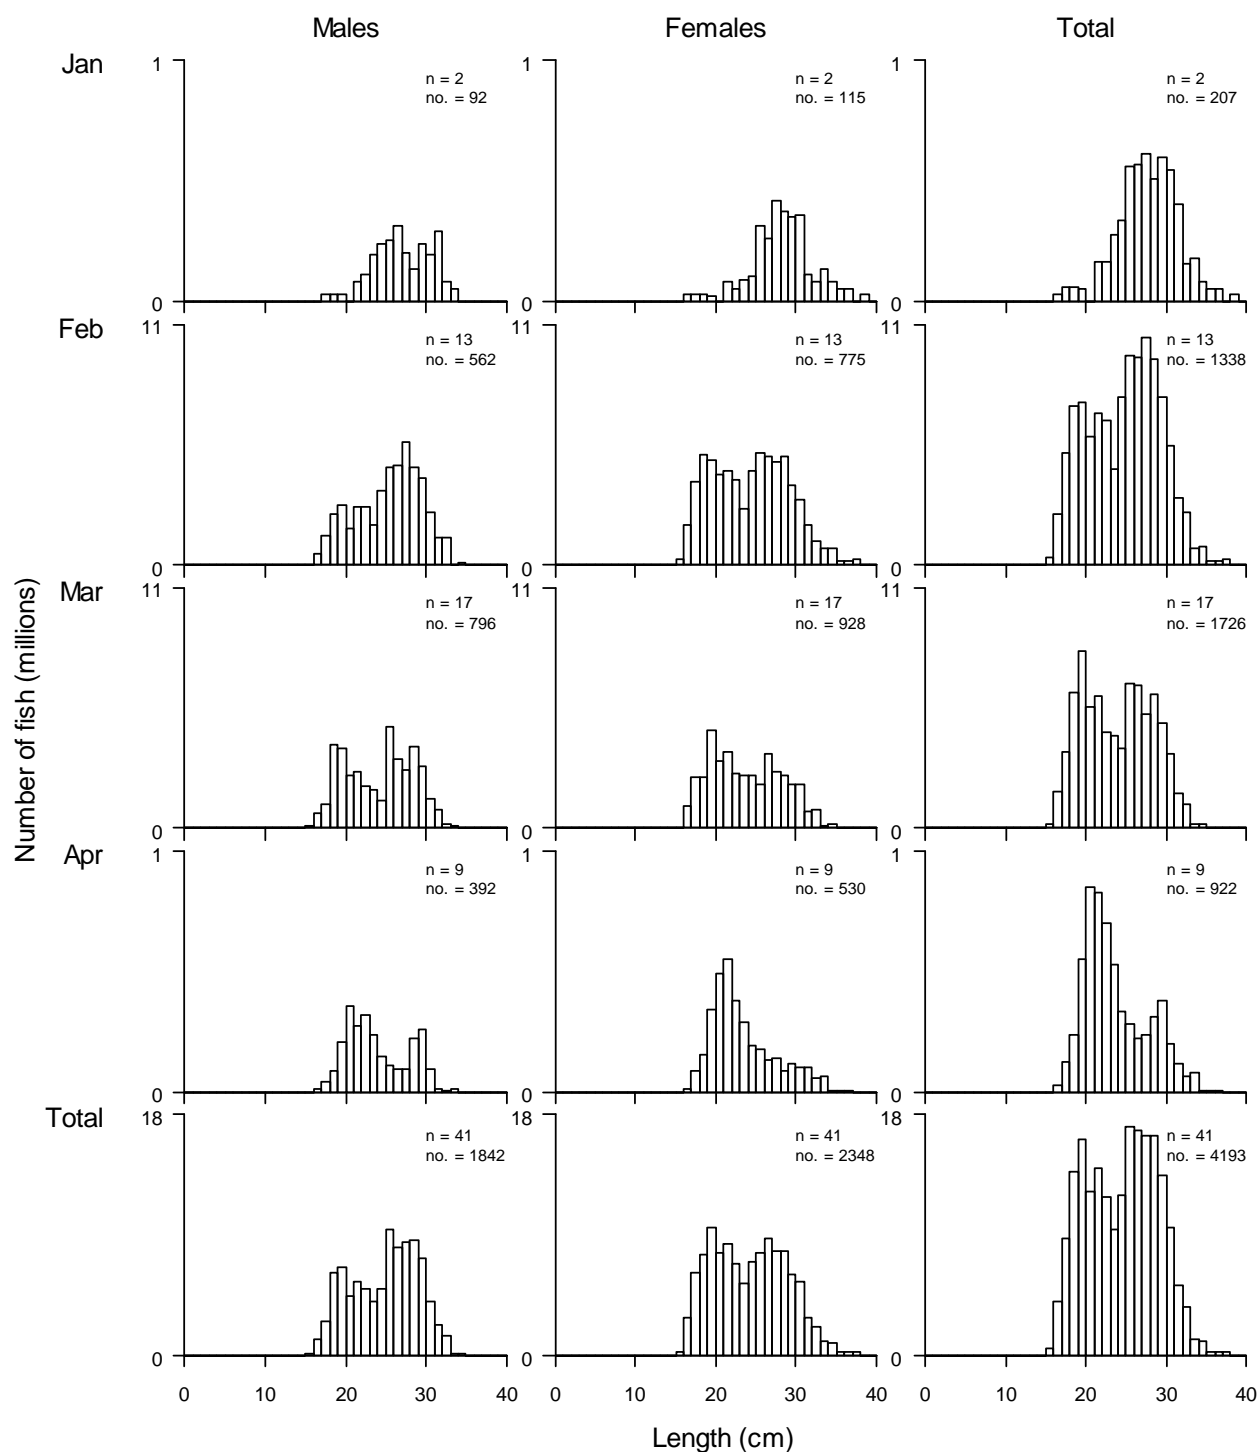 Males Females Total
Jan
1 1 1
n = 2 n = 2 n = 2
no. = 92 no. = 115 no. = 207
0 0 0
Feb
11 11 11
n = 13 n = 13 n = 13
no. = 562 no. = 775 no. = 1338
0 0 0
Mar
11 11 11
n = 17 n = 17 n = 17
no. = 796 no. = 928 no. = 1726
0 0 0
Number of fish (millions)
Apr
1 1 1
n = 9 n = 9 n = 9
no. = 392 no. = 530 no. = 922
0 0 0
Total
18 18 18
n = 41 n = 41 n = 41
no. = 1842 no. = 2348 no. = 4193
0 0 0
0 10 20 30 40 0 10 20 30 40 0 10 20 30 40
Length (cm)